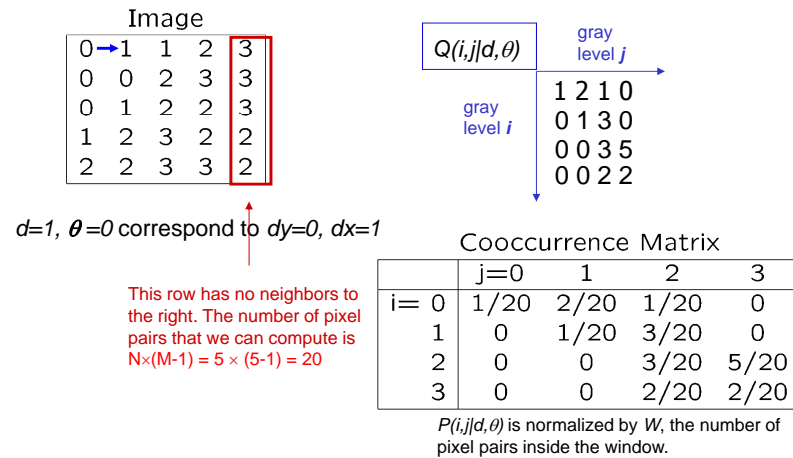 Image
0 1 1 2 3
0 0 2 3 3
0 1 2 2 3
1 2 3 2 2
2 2 3 3 2
d=1, θ=0 correspond to dy=0, dx=1
This row has no neighbors to
the right. The number of pixel
pairs that we can compute is
N×(M-1) = 5 × (5-1) = 20
Q(i,j|d,θ)
gray
level j
gray
level i
1 2 1 0
0 1 3 0
0 0 3 5
0 0 2 2
Cooccurrence Matrix
j=0 1 2 3
i= 0 1/20 2/20 1/20 0
1 0 1/20 3/20 0
2 0 0 3/20 5/20
3 0 0 2/20 2/20
P(i,j|d,θ) is normalized by W, the number of
pixel pairs inside the window.